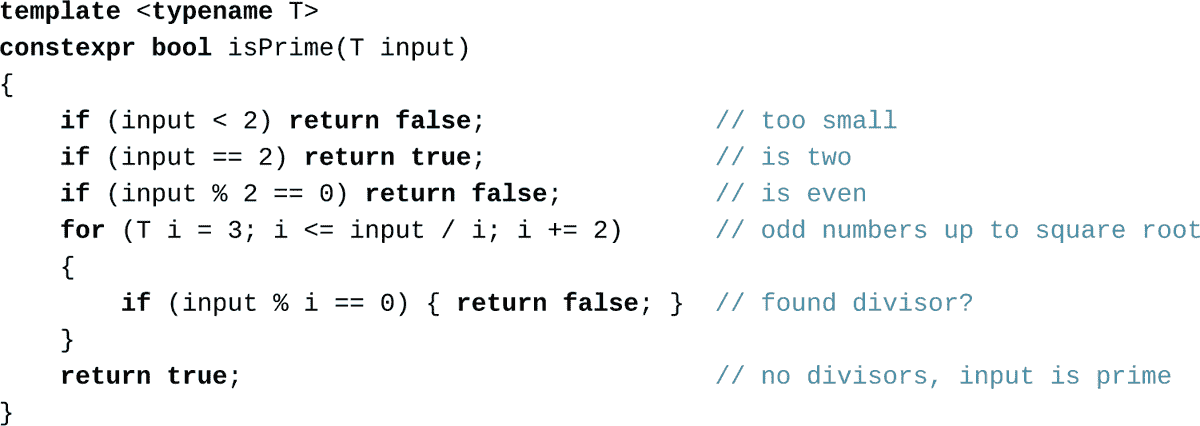 template <typename T>
constexpr bool isPrime(T input)
{
    if (input < 2) return false;               // too small
    if (input == 2) return true;               // is two
    if (input % 2 == 0) return false;          // is even
    for (T i = 3; i <= input / i; i += 2)      // odd numbers up to square root
    {
        if (input % i == 0) { return false; }  // found divisor?
    }
    return true;                               // no divisors, input is prime
}